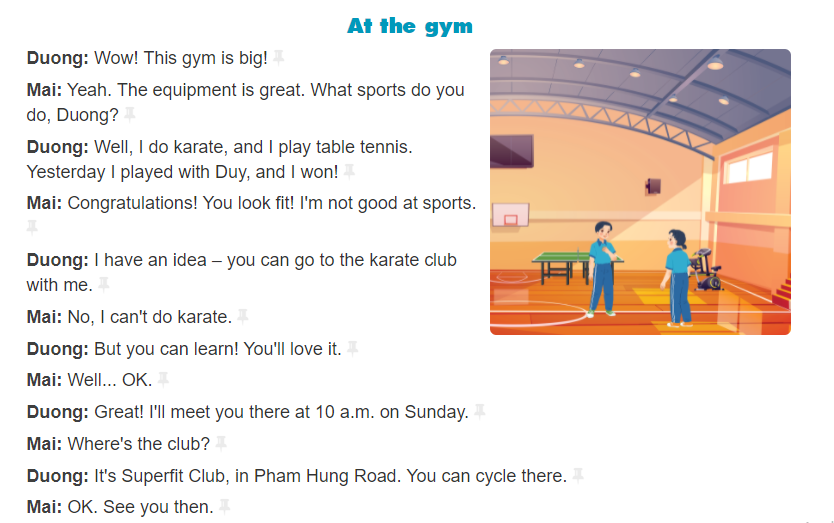 At the gym
Duong: Wow! This gym is big!
Mai: Yeah. The equipment is great. What sports do you
do, Duong?
Duong: Well, I do karate, and I play table tennis.
Yesterday I played with Duy, and I won!
Mai: Congratulations! You look fit! I'm not good at sports.
Duong: I have an idea – you can go to the karate club
with me.
Mai: No, I can't do karate.
Duong: But you can learn! You'll love it.
Mai: Well... OK.
Duong: Great! I'll meet you there at 10 a.m. on Sunday.
Mai: Where's the club?
Duong: It's Superfit Club, in Pham Hung Road. You can cycle there.
Mai: OK. See you then.